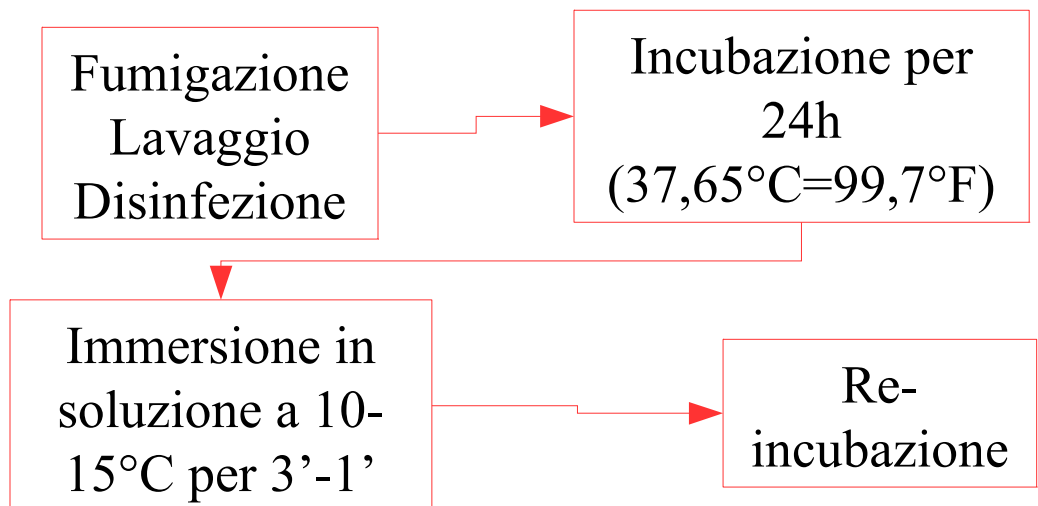 Fumigazione
Lavaggio
Disinfezione
Incubazione per
24h
(37,65°C=99,7°F)
Immersione in
soluzione a 10-
15°C per 3’-1’
Re-
incubazione